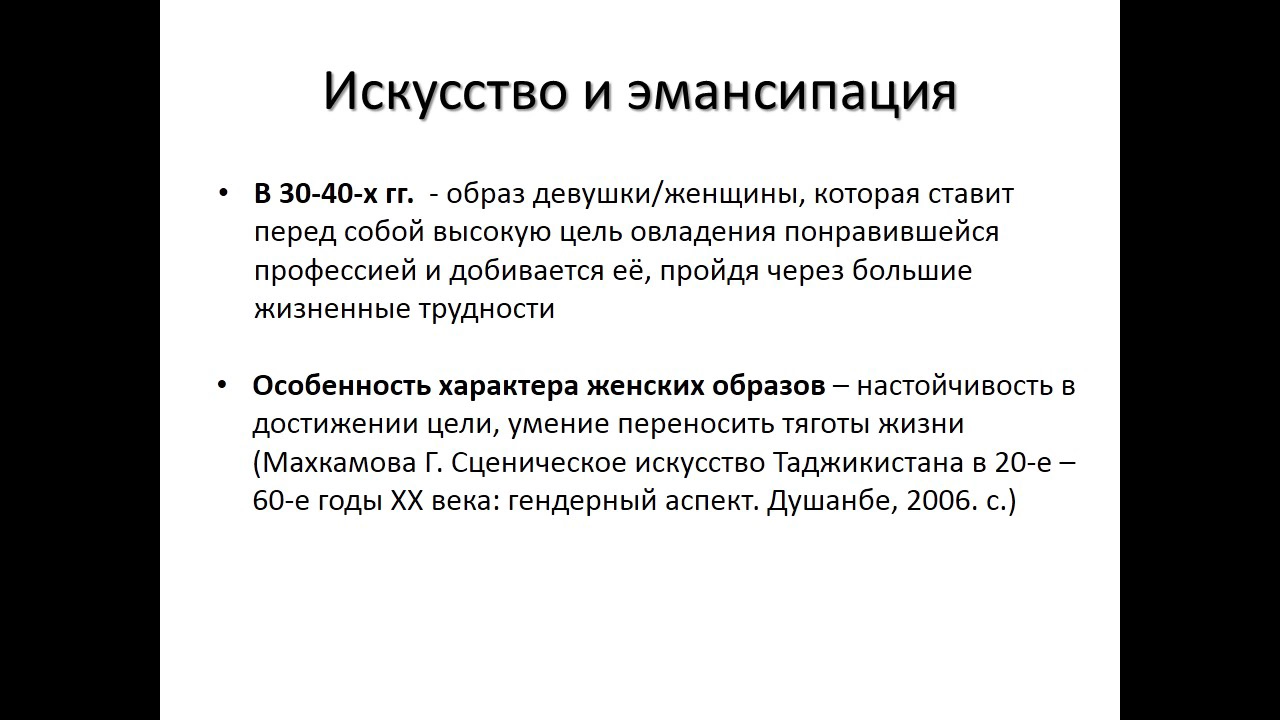 Искусство и эмансипация
• В 30-40-х гг.  - образ девушки/женщины, которая ставит
перед собой высокую цель овладения понравившейся
профессией и добивается её, пройдя через большие
жизненные трудности
• Особенность характера женских образов – настойчивость в
достижении цели, умение переносить тяготы жизни
(Махкамова Г. Сценическое искусство Таджикистана в 20-е –
60-е годы XX века: гендерный аспект. Душанбе, 2006. с.)